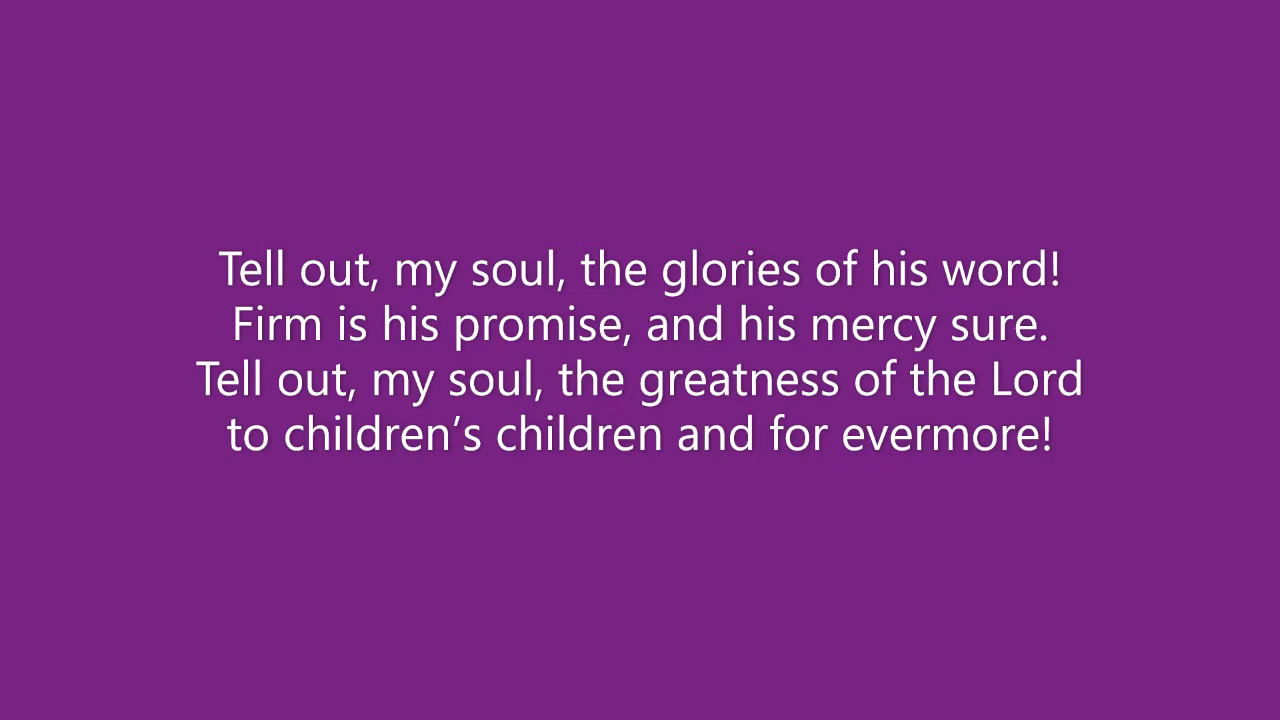 Tell out, my soul, the glories of his word!
Firm is his promise, and his mercy sure.
Tell out, my soul, the greatness of the Lord
to children’s children and for evermore!